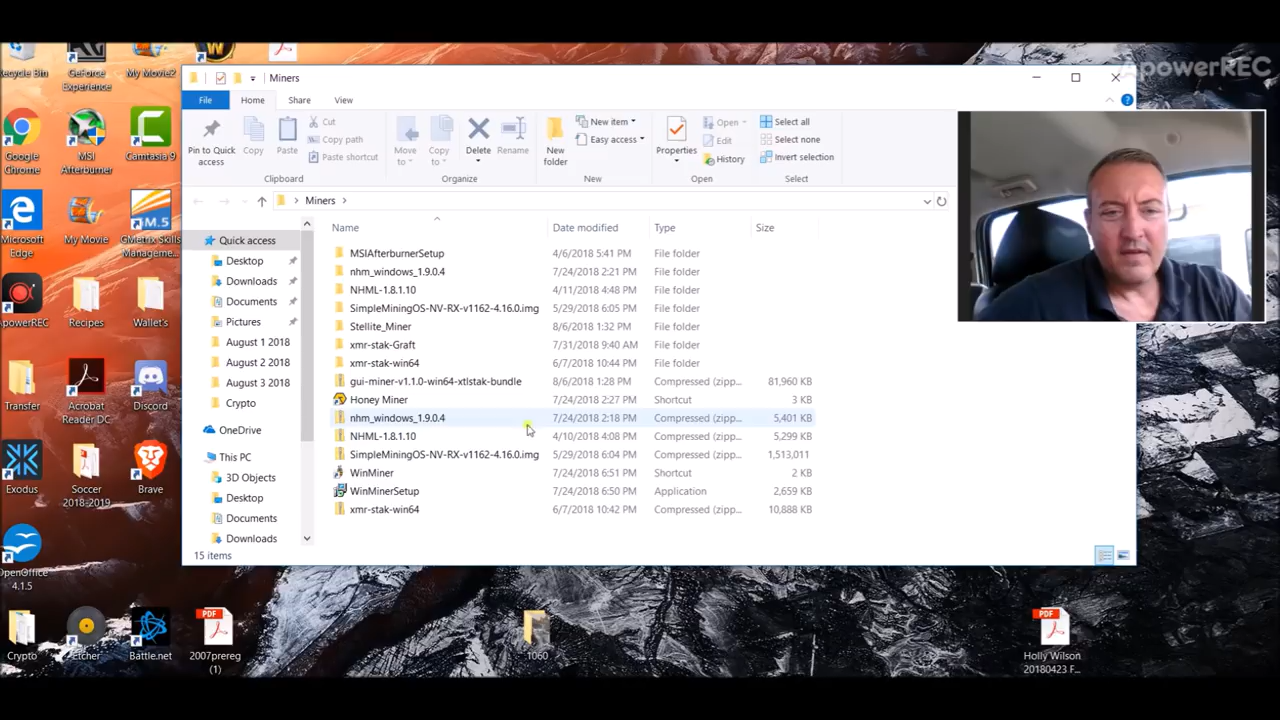 ApowerREC
Recycle Bin
GeForce
Experience
My Movie2
Google
Chrome
MSI
Afterburner
Camtasia 9
Microsoft
Edge
My Movie
GMetrix Skills
Manageme...
ApowerREC
Recipes
Wallet's
Transfer
Acrobat
Reader DC
Discord
Exodus
Soccer
2018-2019
Brave
OpenOffice
4.1.5
Crypto
Etcher
Battle.net
PDF
2007prereg
(1)
1060
PDF
Holly Wilson
20180423 F...
Miners
File
Home
Share
View
Pin to Quick
access
Copy
Paste
Cut
Copy path
Paste shortcut
Clipboard
Move
to
Copy
to
Delete
Rename
Organize
New
folder
New item
Easy access
New
Properties
Open
Edit
History
Open
Select all
Select none
Invert selection
Select
Miners
Quick access
Desktop
Downloads
Documents
Pictures
August 1 2018
August 2 2018
August 3 2018
Crypto
OneDrive
This PC
3D Objects
Desktop
Documents
Downloads
Name Date modified Type Size
MSIAfterburnerSetup 4/6/2018 5:41 PM File folder
nhm_windows_1.9.0.4 7/24/2018 2:21 PM File folder
NHML-1.8.1.10 4/11/2018 4:48 PM File folder
SimpleMiningOS-NV-RX-v1162-4.16.0.img 5/29/2018 6:05 PM File folder
Stellite_Miner 8/6/2018 1:32 PM File folder
xmr-stak-Graft 7/31/2018 9:40 AM File folder
xmr-stak-win64 6/7/2018 10:44 PM File folder
gui-miner-v1.1.0-win64-xtlstak-bundle 8/6/2018 1:28 PM Compressed (zipp... 81,960 KB
Honey Miner 7/24/2018 2:27 PM Shortcut 3 KB
nhm_windows_1.9.0.4 7/24/2018 2:18 PM Compressed (zipp... 5,401 KB
NHML-1.8.1.10 4/10/2018 4:08 PM Compressed (zipp... 5,299 KB
SimpleMiningOS-NV-RX-v1162-4.16.0.img 5/29/2018 6:04 PM Compressed (zipp... 1,513,011
WinMiner 7/24/2018 6:51 PM Shortcut 2 KB
WinMinerSetup 7/24/2018 6:50 PM Application 2,659 KB
xmr-stak-win64 6/7/2018 10:42 PM Compressed (zipp... 10,888 KB
15 items